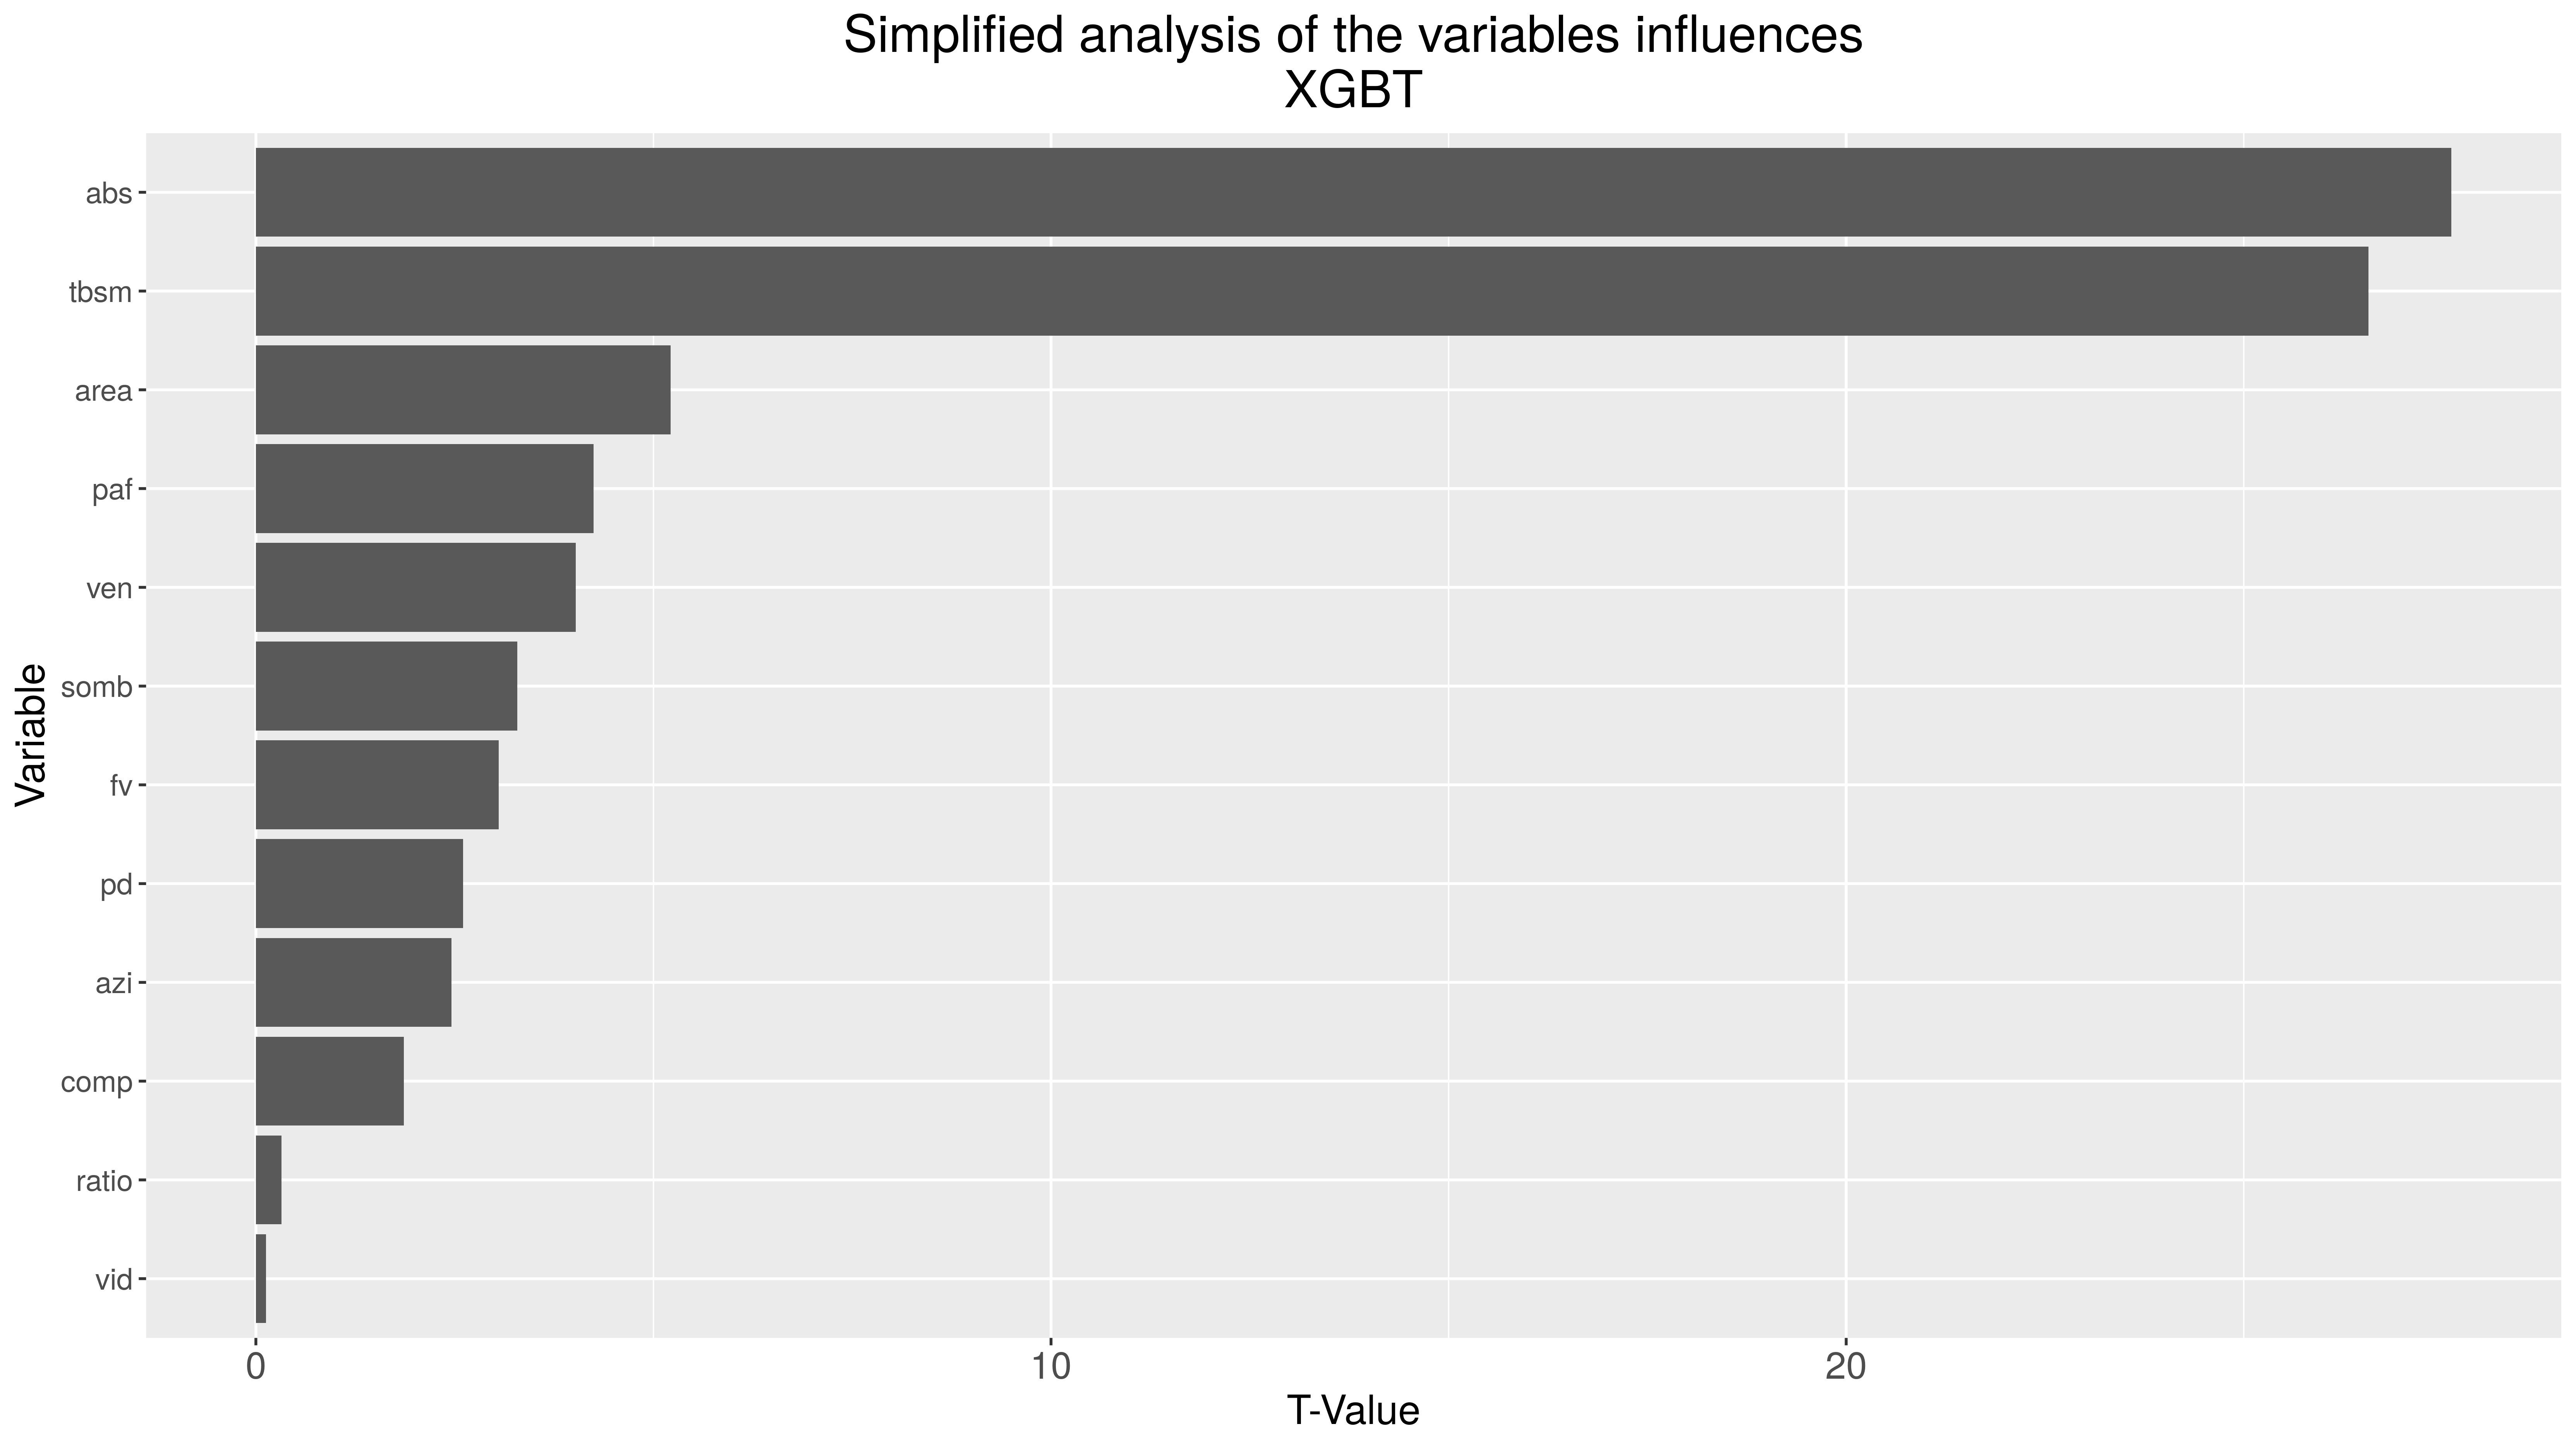 Simplified analysis of the variables influences
XGBT
Variable
abs
tbsm
area
paf
ven
somb
fv
pd
azi
comp
ratio
vid
0 10 20
T-Value